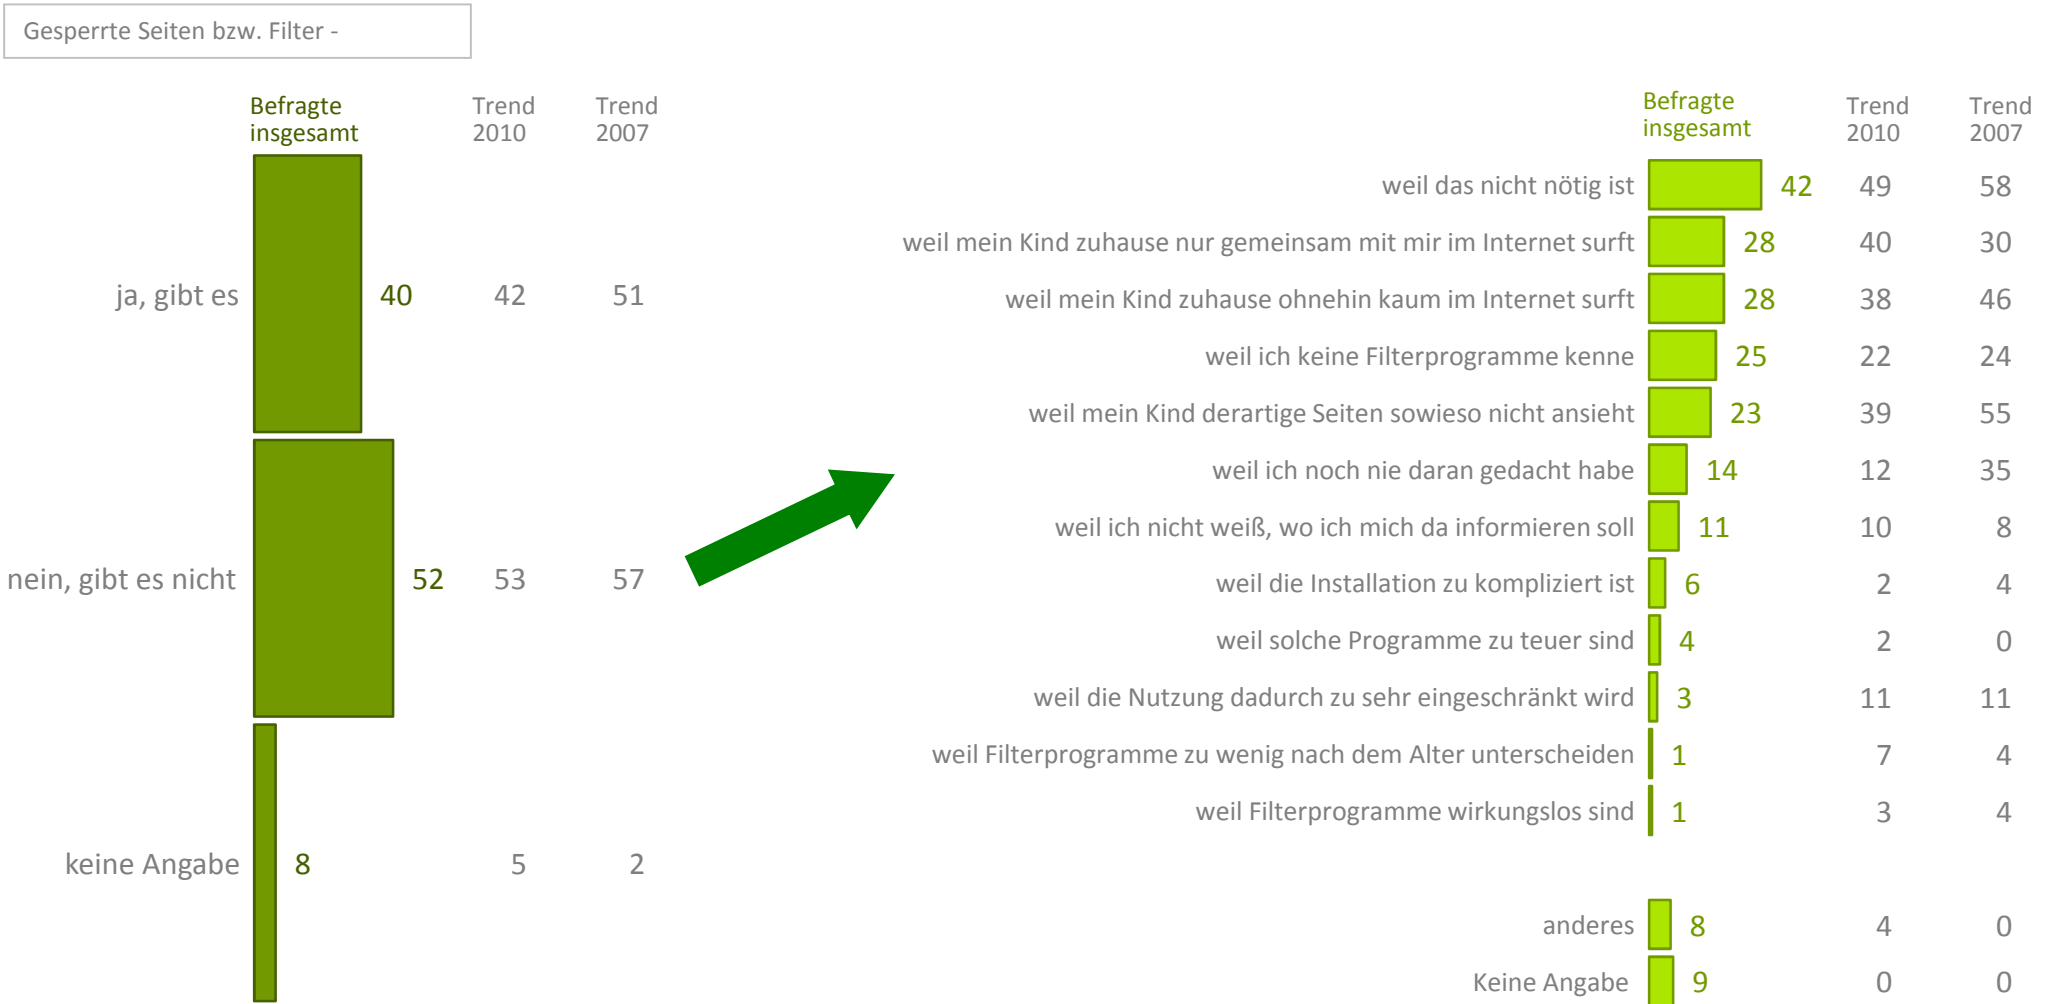 Gesperrte Seiten bzw. Filter -
Befragte
insgesamt
Trend
2010
Trend
2007
ja, gibt es 40 42 51
nein, gibt es nicht 52 53 57
keine Angabe 8 5 2
Befragte
insgesamt
Trend
2010
Trend
2007
weil das nicht nötig ist 42 49 58
weil mein Kind zuhause nur gemeinsam mit mir im Internet surft 28 40 30
weil mein Kind zuhause ohnehin kaum im Internet surft 28 38 46
weil ich keine Filterprogramme kenne 25 22 24
weil mein Kind derartige Seiten sowieso nicht ansieht 23 39 55
weil ich noch nie daran gedacht habe 14 12 35
weil ich nicht weiß, wo ich mich da informieren soll 11 10 8
weil die Installation zu kompliziert ist 6 2 4
weil solche Programme zu teuer sind 4 2 0
weil die Nutzung dadurch zu sehr eingeschränkt wird 3 11 11
weil Filterprogramme zu wenig nach dem Alter unterscheiden 1 7 4
weil Filterprogramme wirkungslos sind 1 3 4
anderes 8 4 0
Keine Angabe 9 0 0